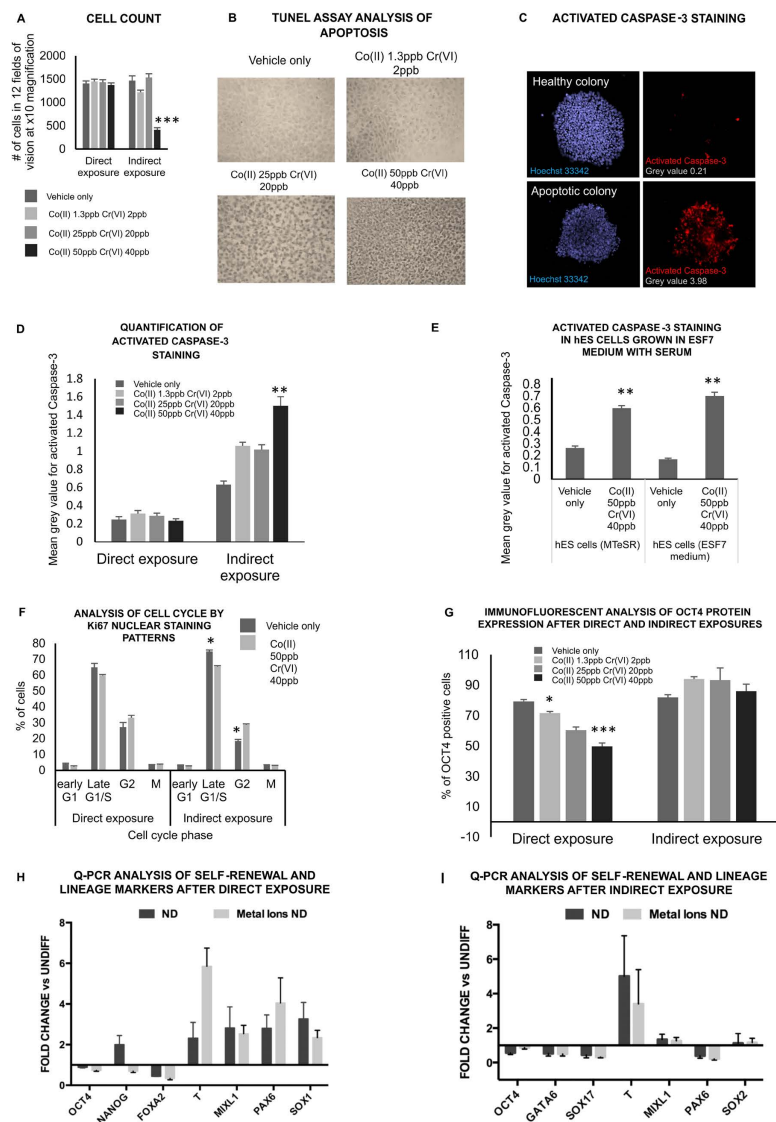 A
CELL COUNT
# of cells in 12 fields of
vision at x10 magnification
2000
1500
1000
500
0
***
Direct
exposure
Indirect
exposure
Vehicle only
Co(II) 1.3ppb Cr(VI) 2ppb
Co(II) 25ppb Cr(VI) 20ppb
Co(II) 50ppb Cr(VI) 40ppb
B
TUNEL ASSAY ANALYSIS OF
APOPTOSIS
Vehicle only
Co(II) 1.3ppb Cr(VI)
2ppb
Co(II) 25ppb Cr(VI)
20ppb
Co(II) 50ppb Cr(VI)
40ppb
C
ACTIVATED CASPASE-3 STAINING
Healthy colony
Hoechst 33342
Activated Caspase-3
Grey value 0.21
Apoptotic colony
Hoechst 33342
Activated Caspase-3
Grey value 3.98
D
QUANTIFICATION OF
ACTIVATED CASPASE-3
STAINING
Mean grey value for activated Caspase-3
1.8
1.6
1.4
1.2
1
0.8
0.6
0.4
0.2
0
Vehicle only
Co(II) 1.3ppb Cr(VI) 2ppb
Co(II) 25ppb Cr(VI) 20ppb
Co(II) 50ppb Cr(VI) 40ppb
**
Direct exposure
Indirect
exposure
E
ACTIVATED CASPASE-3 STAINING
IN hES CELLS GROWN IN ESF7
MEDIUM WITH SERUM
Mean grey value for activated Caspase-3
0.8
0.7
0.6
0.5
0.4
0.3
0.2
0.1
0
**
**
Vehicle
only
Co(II)
50ppb
Cr(VI)
40ppb
Vehicle
only
Co(II)
50ppb
Cr(VI)
40ppb
hES cells (MTeSR)
hES cells (ESF7
medium)
F
ANALYSIS OF CELL CYCLE BY
Ki67 NUCLEAR STAINING
PATTERNS
Vehicle only
Co(II)
50ppb
Cr(VI)
40ppb
% of cells
80
70
60
50
40
30
20
10
0
*
*
early
G1
Late
G1/S
G2
M
early
G1
Late
G1/S
G2
M
Direct exposure
Indirect exposure
Cell cycle phase
G
IMMUNOFLUORESCENT ANALYSIS OF OCT4 PROTEIN
EXPRESSION AFTER DIRECT AND INDIRECT EXPOSURES
Vehicle only
Co(II) 1.3ppb Cr(VI) 2ppb
Co(II) 25ppb Cr(VI) 20ppb
Co(II) 50ppb Cr(VI) 40ppb
% of OCT4 positive cells
110
90
70
50
30
10
-10
*
***
Direct exposure
Indirect exposure
H
Q-PCR ANALYSIS OF SELF-RENEWAL AND
LINEAGE MARKERS AFTER DIRECT EXPOSURE
ND
Metal Ions ND
FOLD CHANGE vs UNDIFF
8
6
4
2
0
OCT4
NANOG
FOXA2
T
MIXL1
PAX6
SOX1
I
Q-PCR ANALYSIS OF SELF-RENEWAL AND LINEAGE
MARKERS AFTER INDIRECT EXPOSURE
ND
Metal Ions ND
FOLD CHANGE vs UNDIFF
8
6
4
2
0
OCT4
GATA6
SOX17
T
MIXL1
PAX6
SOX2